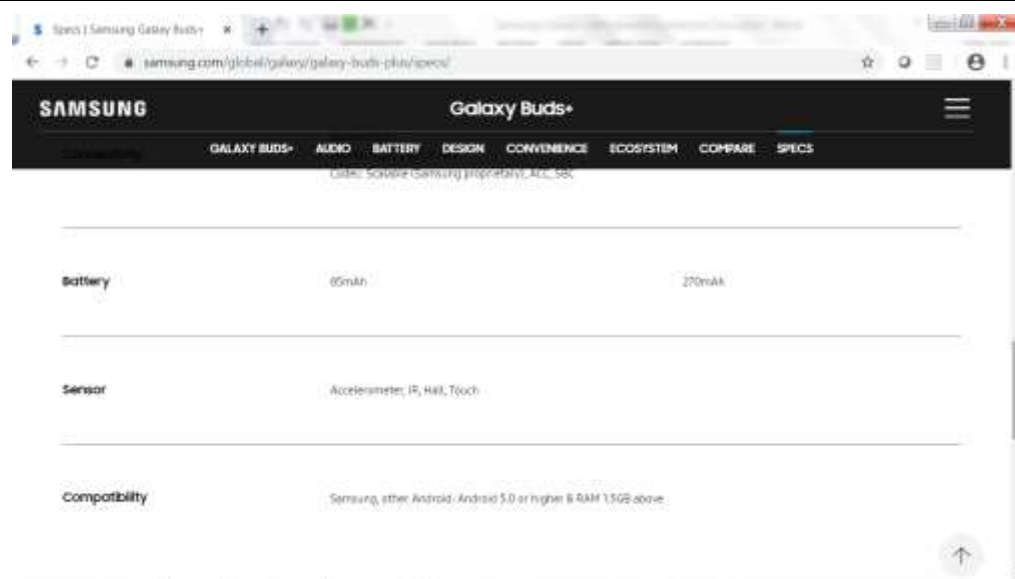 Specs | Samsung Galaxy Buds+
samsung.com/global/galaxy/galaxy-buds-plus/specs/
SAMSUNG
Galaxy Buds+
GALAXY BUDS+ AUDIO BATTERY DESIGN CONVENIENCE ECOSYSTEM COMPARE SPECS
Codec: Scalable (Samsung proprietary), ACC, SBC
Battery 85mAh 270mAh
Sensor Accelerometer, IR, Hall, Touch
Compatibility Samsung, other Android: Android 5.0 or higher & RAM 1.5GB above